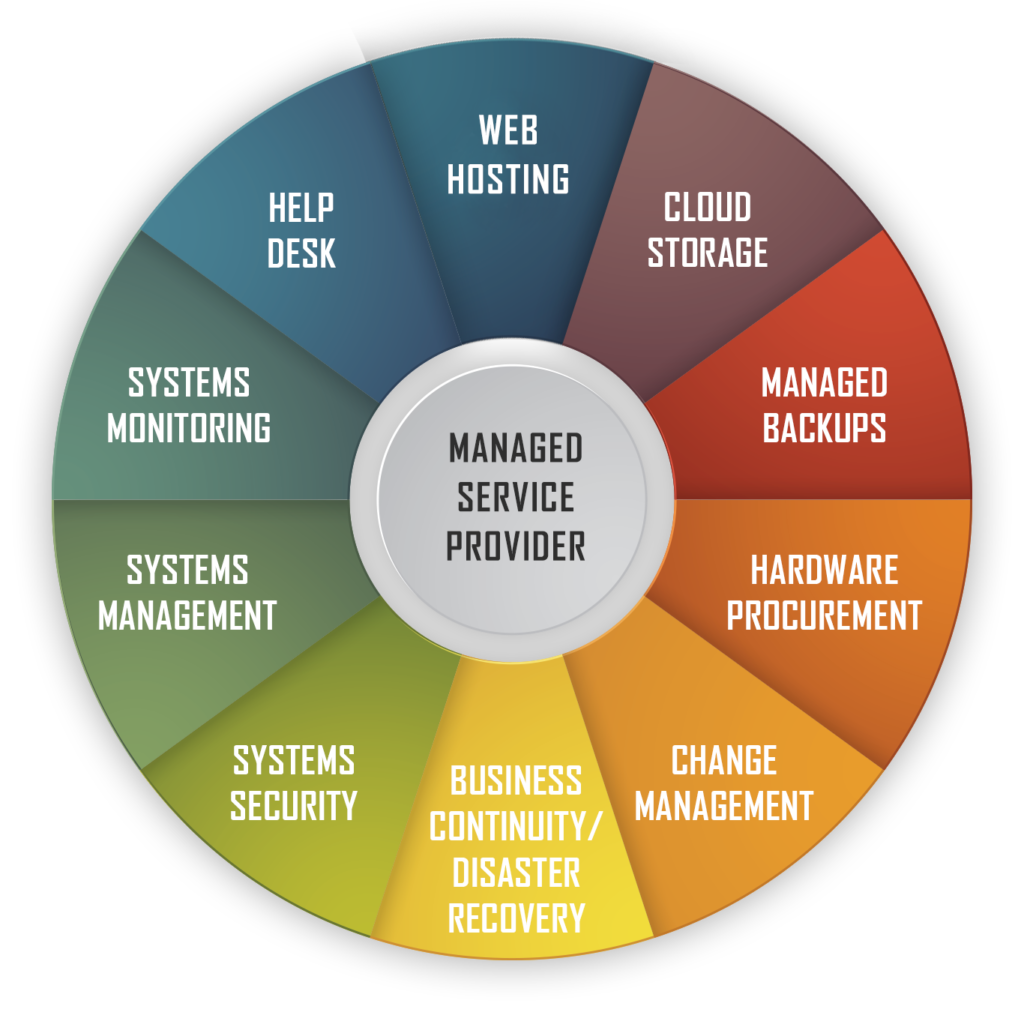 WEB
HOSTING
CLOUD
STORAGE
MANAGED
BACKUPS
HARDWARE
PROCUREMENT
CHANGE
MANAGEMENT
BUSINESS
CONTINUITY/
DISASTER
RECOVERY
SYSTEMS
SECURITY
SYSTEMS
MANAGEMENT
SYSTEMS
MONITORING
HELP
DESK
MANAGED
SERVICE
PROVIDER